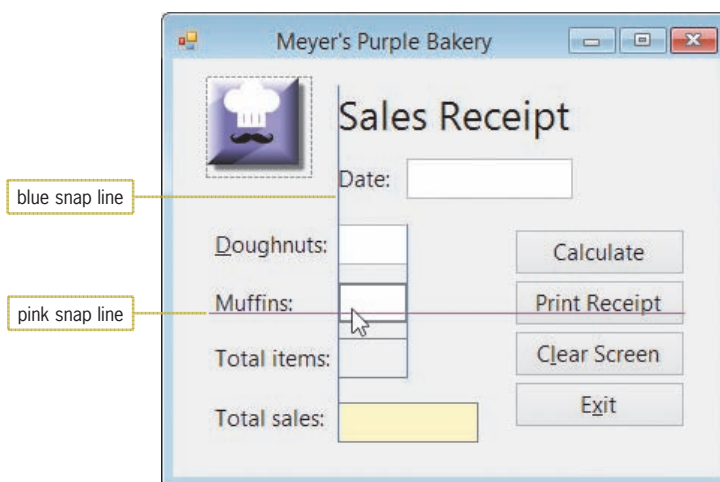 Meyer's Purple Bakery
Sales Receipt
Date:
blue snap line
Doughnuts:
Calculate
pink snap line
Muffins:
Print Receipt
Total items:
Clear Screen
Total sales:
Exit